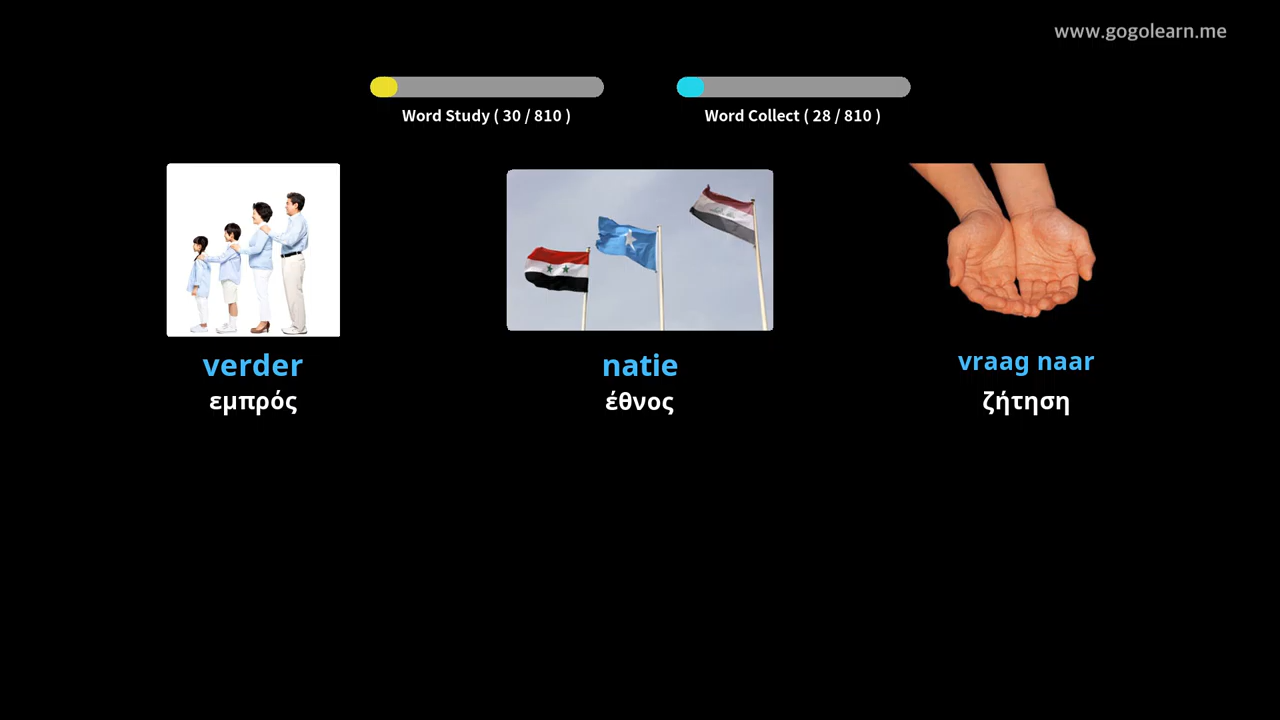 www.gogolearn.me
Word Study ( 30 / 810 )
Word Collect ( 28 / 810 )
verder
εμπρός
natie
έθνος
vraag naar
ζήτηση